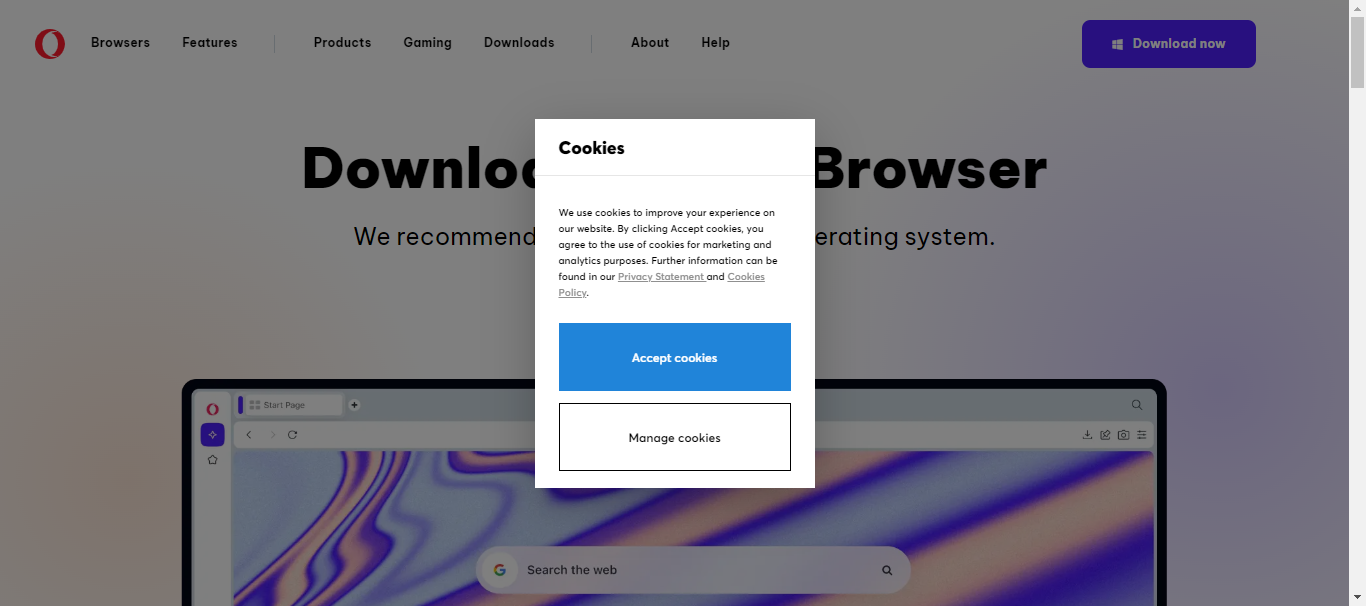 Browsers Features Products Gaming Downloads About Help Download now
Cookies
Browser
We recommend
erating system.
We use cookies to improve your experience on
our website. By clicking Accept cookies, you
agree to the use of cookies for marketing and
analytics purposes. Further information can be
found in our Privacy Statement and Cookies
Policy.
Accept cookies
Manage cookies
Start Page
Search the web